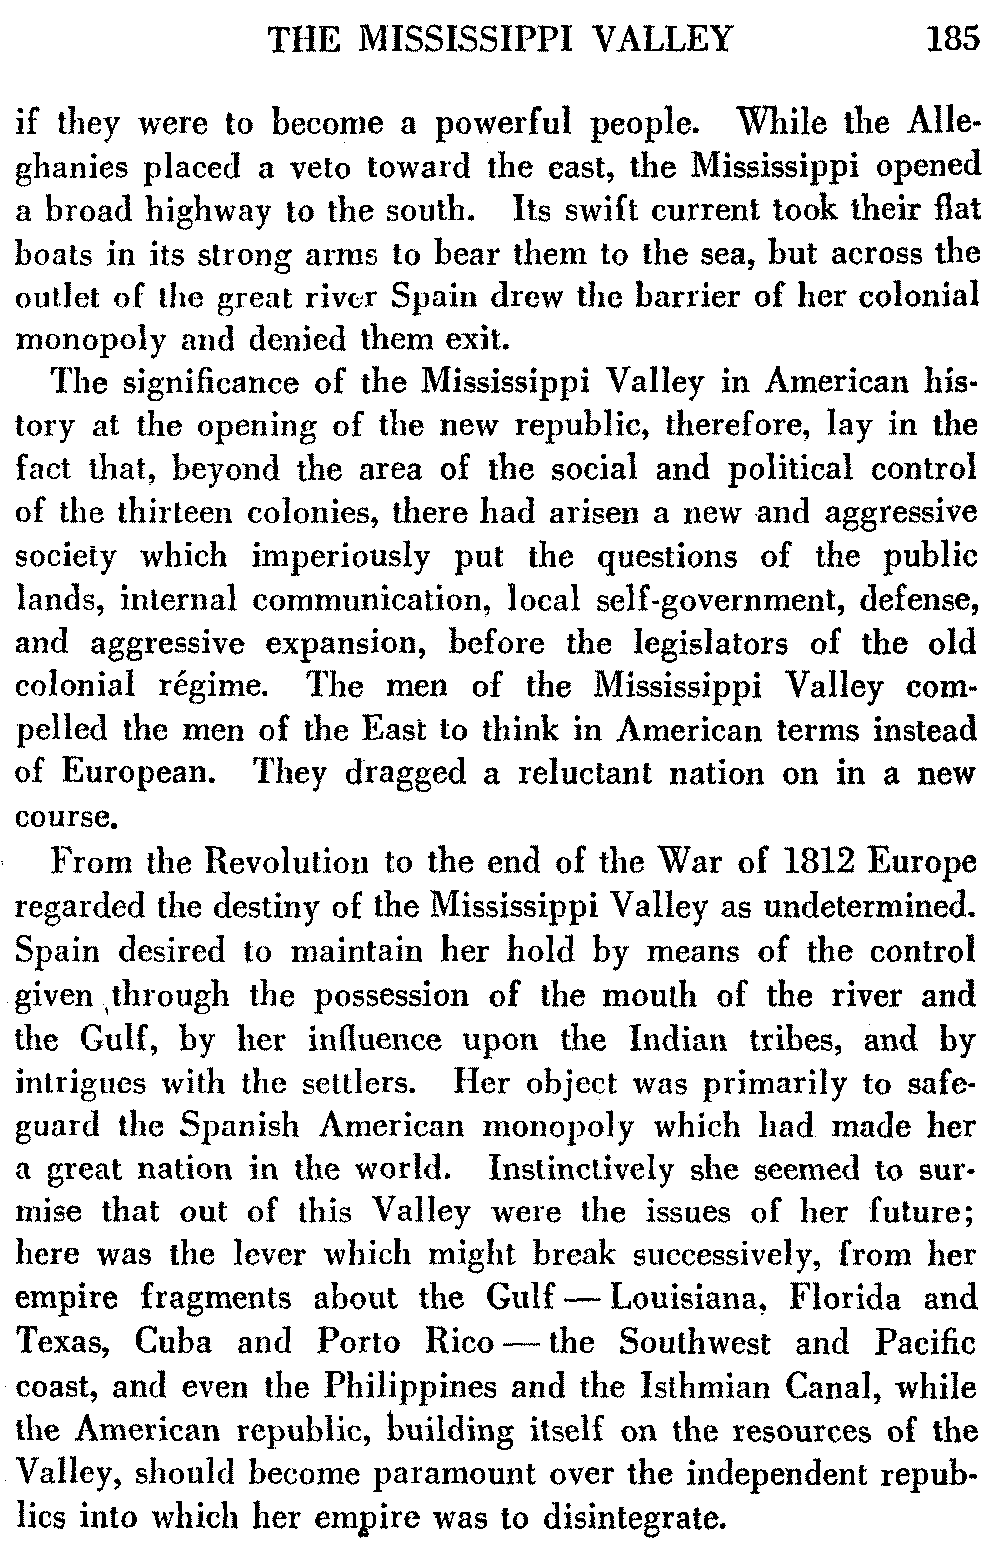 THE MISSISSIPPI VALLEY 185
if they were to become a powerful people. While the Alle-
ghanies placed a veto toward the east, the Mississippi opened
a broad highway to the south. Its swift current took their flat
boats in its strong arms to bear them to the sea, but across the
outlet of the great river Spain drew the barrier of her colonial
monopoly and denied them exit.
The significance of the Mississippi Valley in American his-
tory at the opening of the new republic, therefore, lay in the
fact that, beyond the area of the social and political control
of the thirteen colonies, there had arisen a new and aggressive
society which imperiously put the questions of the public
lands, internal communication, local self-government, defense,
and aggressive expansion, before the legislators of the old
colonial régime. The men of the Mississippi Valley com-
pelled the men of the East to think in American terms instead
of European. They dragged a reluctant nation on in a new
course.
From the Revolution to the end of the War of 1812 Europe
regarded the destiny of the Mississippi Valley as undetermined.
Spain desired to maintain her hold by means of the control
given through the possession of the mouth of the river and
the Gulf, by her influence upon the Indian tribes, and by
intrigues with the settlers. Her object was primarily to safe-
guard the Spanish American monopoly which had made her
a great nation in the world. Instinctively she seemed to sur-
mise that out of this Valley were the issues of her future;
here was the lever which might break successively, from her
empire fragments about the Gulf — Louisiana, Florida and
Texas, Cuba and Porto Rico — the Southwest and Pacific
coast, and even the Philippines and the Isthmian Canal, while
the American republic, building itself on the resources of the
Valley, should become paramount over the independent repub-
lics into which her empire was to disintegrate.